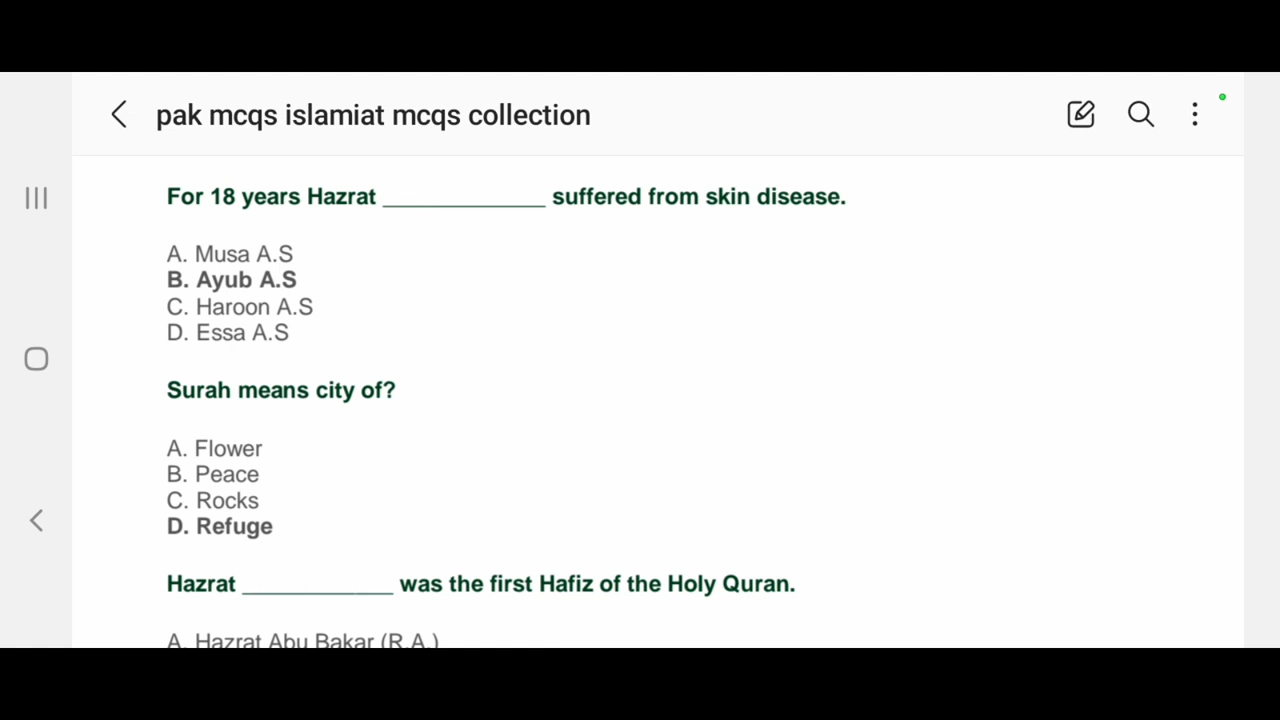 pak mcqs islamiat mcqs collection
For 18 years Hazrat _____________ suffered from skin disease.
A. Musa A.S
B. Ayub A.S
C. Haroon A.S
D. Essa A.S
Surah means city of?
A. Flower
B. Peace
C. Rocks
D. Refuge
Hazrat ____________ was the first Hafiz of the Holy Quran.
A. Hazrat Abu Bakar (R.A.)